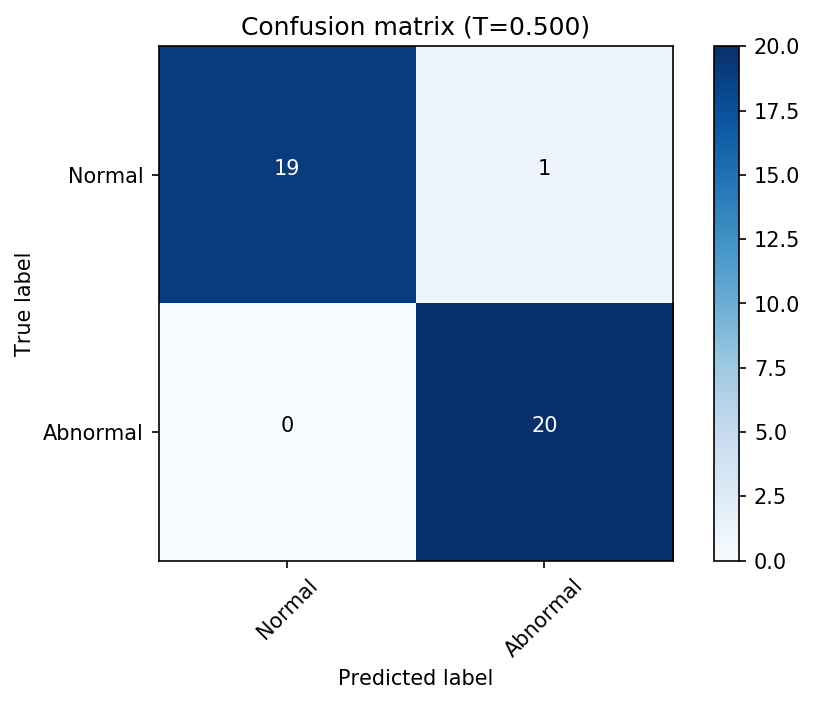 Confusion matrix (T=0.500)
True label
Normal
Abnormal
19
1
0
20
Normal
Abnormal
Predicted label
20.0
17.5
15.0
12.5
10.0
7.5
5.0
2.5
0.0